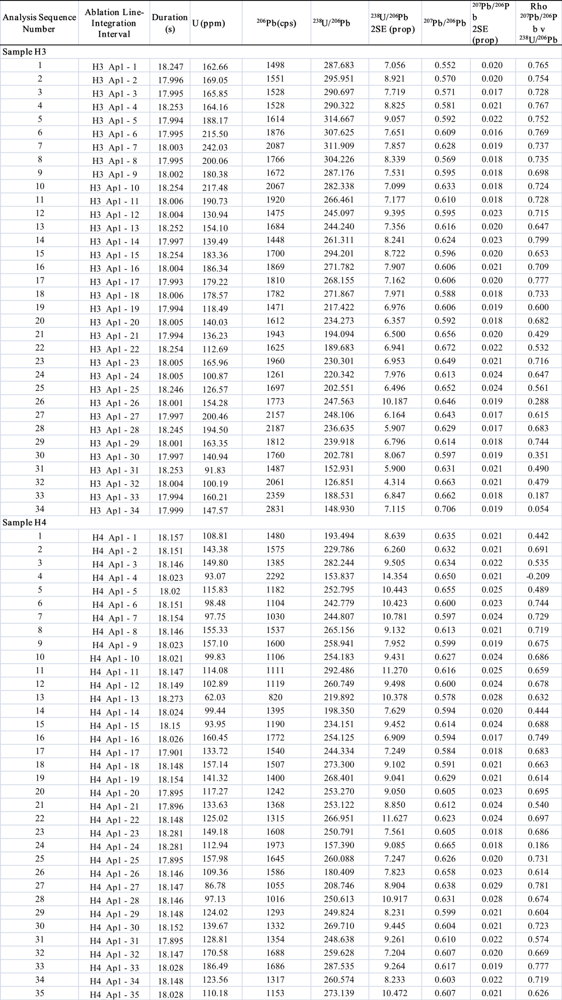 Analysis Sequence Number | Ablation Line-Integration Interval | Duration (s) | U (ppm) | ²⁰⁶Pb(cps) | ²³⁸U/²⁰⁶Pb | ²³⁸U/²⁰⁶Pb 2SE (prop) | ²⁰⁷Pb/²⁰⁶Pb | ²⁰⁷Pb/²⁰⁶Pb 2SE (prop) | Rho ²⁰⁷Pb/²⁰⁶Pb v ²³⁸U/²⁰⁶Pb
Sample H3
1 H3_Ap1 - 1 18.247 162.66 1498 287.683 7.056 0.552 0.020 0.765
2 H3_Ap1 - 2 17.996 169.05 1551 295.951 8.921 0.570 0.020 0.754
3 H3_Ap1 - 3 17.995 165.85 1528 290.697 7.719 0.571 0.017 0.728
4 H3_Ap1 - 4 18.253 164.16 1528 290.322 8.825 0.581 0.021 0.767
5 H3_Ap1 - 5 17.994 188.17 1614 314.667 9.057 0.592 0.022 0.752
6 H3_Ap1 - 6 17.995 215.50 1876 307.625 7.651 0.609 0.016 0.769
7 H3_Ap1 - 7 18.003 242.03 2087 311.909 7.857 0.628 0.019 0.737
8 H3_Ap1 - 8 17.995 200.06 1766 304.226 8.339 0.569 0.018 0.735
9 H3_Ap1 - 9 18.002 180.38 1672 287.176 7.531 0.595 0.018 0.698
10 H3_Ap1 - 10 18.254 217.48 2067 282.338 7.099 0.633 0.018 0.724
11 H3_Ap1 - 11 18.006 190.73 1920 266.461 7.177 0.610 0.018 0.728
12 H3_Ap1 - 12 18.004 130.94 1475 245.097 9.395 0.595 0.023 0.715
13 H3_Ap1 - 13 18.252 154.10 1684 244.240 7.356 0.616 0.020 0.647
14 H3_Ap1 - 14 17.997 139.49 1448 261.311 8.241 0.624 0.023 0.799
15 H3_Ap1 - 15 18.254 183.36 1700 294.201 8.722 0.596 0.020 0.653
16 H3_Ap1 - 16 18.004 186.34 1869 271.782 7.907 0.606 0.021 0.709
17 H3_Ap1 - 17 17.993 179.22 1810 268.155 7.162 0.606 0.020 0.777
18 H3_Ap1 - 18 18.006 178.57 1782 271.867 7.971 0.588 0.018 0.733
19 H3_Ap1 - 19 17.994 118.49 1471 217.422 6.976 0.606 0.019 0.600
20 H3_Ap1 - 20 18.005 140.03 1612 234.273 6.357 0.592 0.018 0.682
21 H3_Ap1 - 21 17.994 136.23 1943 194.094 6.500 0.656 0.020 0.429
22 H3_Ap1 - 22 18.254 112.69 1625 189.683 6.941 0.672 0.022 0.532
23 H3_Ap1 - 23 18.005 165.96 1960 230.301 6.953 0.649 0.021 0.716
24 H3_Ap1 - 24 18.005 100.87 1261 220.342 7.976 0.613 0.024 0.647
25 H3_Ap1 - 25 18.246 126.57 1697 202.551 6.496 0.652 0.024 0.561
26 H3_Ap1 - 26 18.001 154.28 1773 247.563 10.187 0.646 0.019 0.288
27 H3_Ap1 - 27 17.997 200.46 2157 248.106 6.164 0.643 0.017 0.615
28 H3_Ap1 - 28 18.245 194.50 2187 236.635 5.907 0.629 0.017 0.683
29 H3_Ap1 - 29 18.001 163.35 1812 239.918 6.796 0.614 0.018 0.744
30 H3_Ap1 - 30 17.997 140.94 1760 202.781 8.067 0.597 0.019 0.351
31 H3_Ap1 - 31 18.253 91.83 1487 152.931 5.900 0.631 0.021 0.490
32 H3_Ap1 - 32 18.004 100.19 2061 126.851 4.314 0.663 0.021 0.479
33 H3_Ap1 - 33 17.994 160.21 2359 188.531 6.847 0.662 0.018 0.187
34 H3_Ap1 - 34 17.999 147.57 2831 148.930 7.115 0.706 0.019 0.054
Sample H4
1 H4_Ap1 - 1 18.157 108.81 1480 193.494 8.639 0.635 0.021 0.442
2 H4_Ap1 - 2 18.151 143.38 1575 229.786 6.260 0.632 0.021 0.691
3 H4_Ap1 - 3 18.146 149.80 1385 282.244 9.505 0.634 0.022 0.535
4 H4_Ap1 - 4 18.023 93.07 2292 153.837 14.354 0.650 0.021 -0.209
5 H4_Ap1 - 5 18.02 115.83 1182 252.795 10.443 0.655 0.025 0.489
6 H4_Ap1 - 6 18.151 98.48 1104 242.779 10.423 0.600 0.023 0.744
7 H4_Ap1 - 7 18.154 97.75 1030 244.807 10.781 0.597 0.024 0.729
8 H4_Ap1 - 8 18.146 155.33 1537 265.156 9.132 0.613 0.021 0.719
9 H4_Ap1 - 9 18.023 157.10 1600 258.941 7.952 0.599 0.019 0.675
10 H4_Ap1 - 10 18.021 99.83 1106 254.183 9.431 0.627 0.024 0.686
11 H4_Ap1 - 11 18.147 114.08 1111 292.486 11.270 0.616 0.025 0.659
12 H4_Ap1 - 12 18.149 102.89 1119 260.749 9.498 0.600 0.024 0.678
13 H4_Ap1 - 13 18.273 62.03 820 219.892 10.378 0.578 0.028 0.632
14 H4_Ap1 - 14 18.024 99.44 1395 198.350 7.629 0.594 0.020 0.444
15 H4_Ap1 - 15 18.15 93.95 1190 234.151 9.452 0.614 0.024 0.688
16 H4_Ap1 - 16 18.026 160.45 1772 254.125 6.909 0.594 0.017 0.749
17 H4_Ap1 - 17 17.901 133.72 1540 244.334 7.249 0.584 0.018 0.683
18 H4_Ap1 - 18 18.148 157.14 1507 273.300 9.102 0.591 0.021 0.663
19 H4_Ap1 - 19 18.154 141.32 1400 268.401 9.041 0.629 0.021 0.614
20 H4_Ap1 - 20 17.895 117.27 1242 253.270 9.050 0.605 0.023 0.695
21 H4_Ap1 - 21 17.896 133.63 1368 253.122 8.850 0.612 0.024 0.540
22 H4_Ap1 - 22 18.148 125.02 1315 266.951 11.627 0.623 0.024 0.697
23 H4_Ap1 - 23 18.281 149.18 1608 250.791 7.561 0.605 0.018 0.686
24 H4_Ap1 - 24 18.281 112.94 1973 157.390 9.085 0.665 0.018 0.186
25 H4_Ap1 - 25 17.895 157.98 1645 260.088 7.247 0.626 0.020 0.731
26 H4_Ap1 - 26 18.146 109.36 1586 180.409 7.823 0.658 0.023 0.614
27 H4_Ap1 - 27 18.147 86.78 1055 208.746 8.904 0.638 0.029 0.781
28 H4_Ap1 - 28 18.146 97.13 1016 250.613 10.917 0.631 0.028 0.674
29 H4_Ap1 - 29 18.148 124.02 1293 249.824 8.231 0.599 0.021 0.604
30 H4_Ap1 - 30 18.152 139.67 1332 269.710 9.445 0.604 0.021 0.723
31 H4_Ap1 - 31 17.895 128.81 1354 248.638 9.261 0.610 0.022 0.574
32 H4_Ap1 - 32 18.147 170.58 1688 259.628 7.204 0.607 0.020 0.669
33 H4_Ap1 - 33 18.028 186.49 1686 287.535 9.264 0.617 0.019 0.777
34 H4_Ap1 - 34 18.148 123.56 1317 260.574 8.233 0.603 0.022 0.719
35 H4_Ap1 - 35 18.028 110.18 1153 273.139 10.472 0.607 0.021 0.626